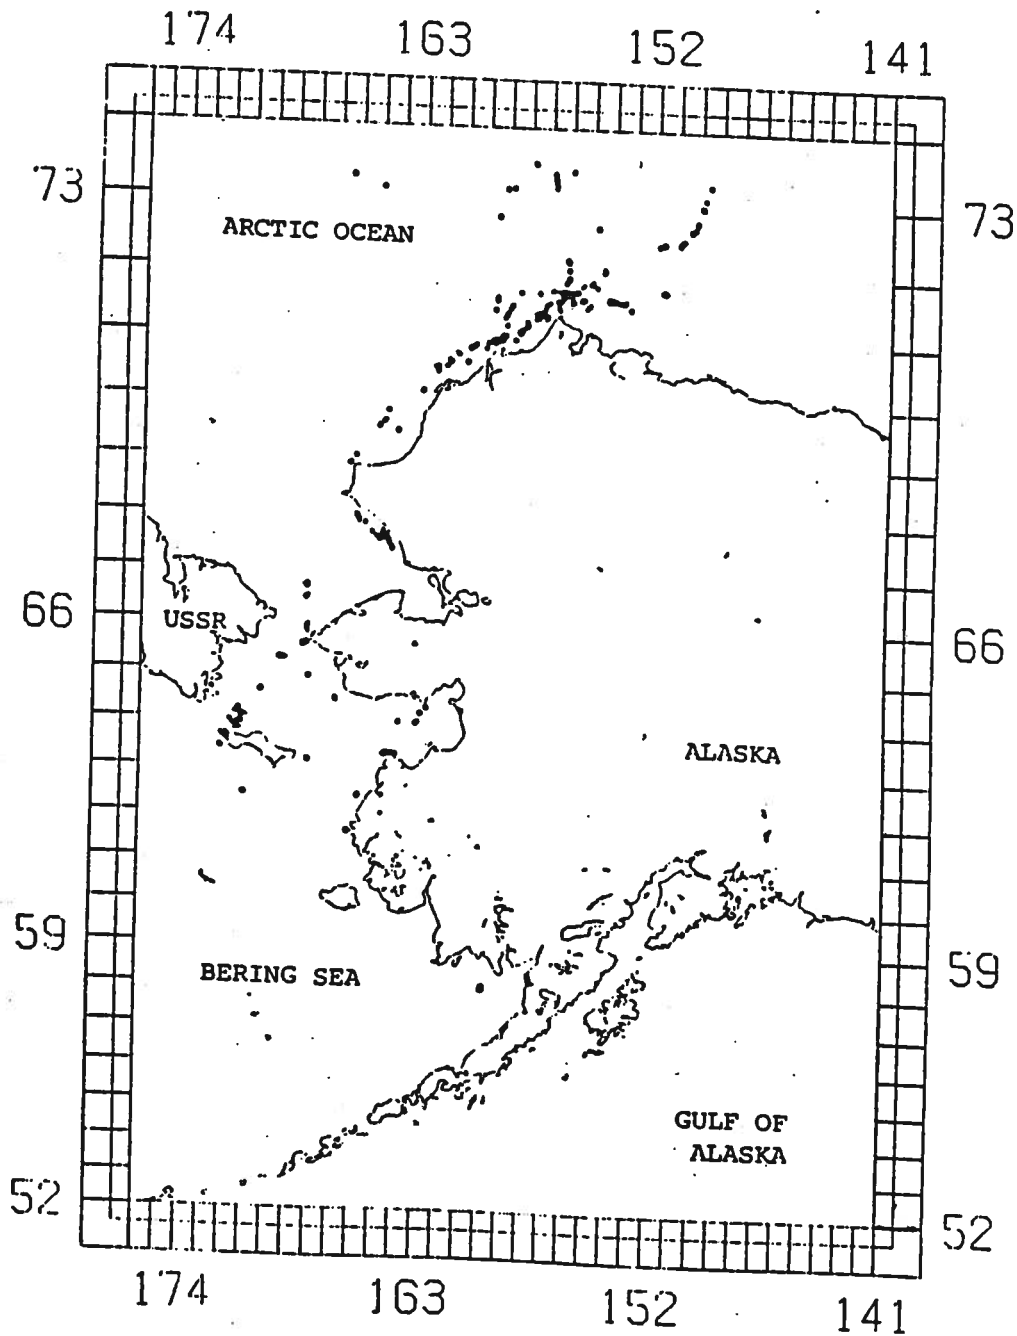 174 163 152 141
73 73
ARCTIC OCEAN
66 66
USSR
ALASKA
59 59
BERING SEA
GULF OF
ALASKA
52 52
174 163 152 141